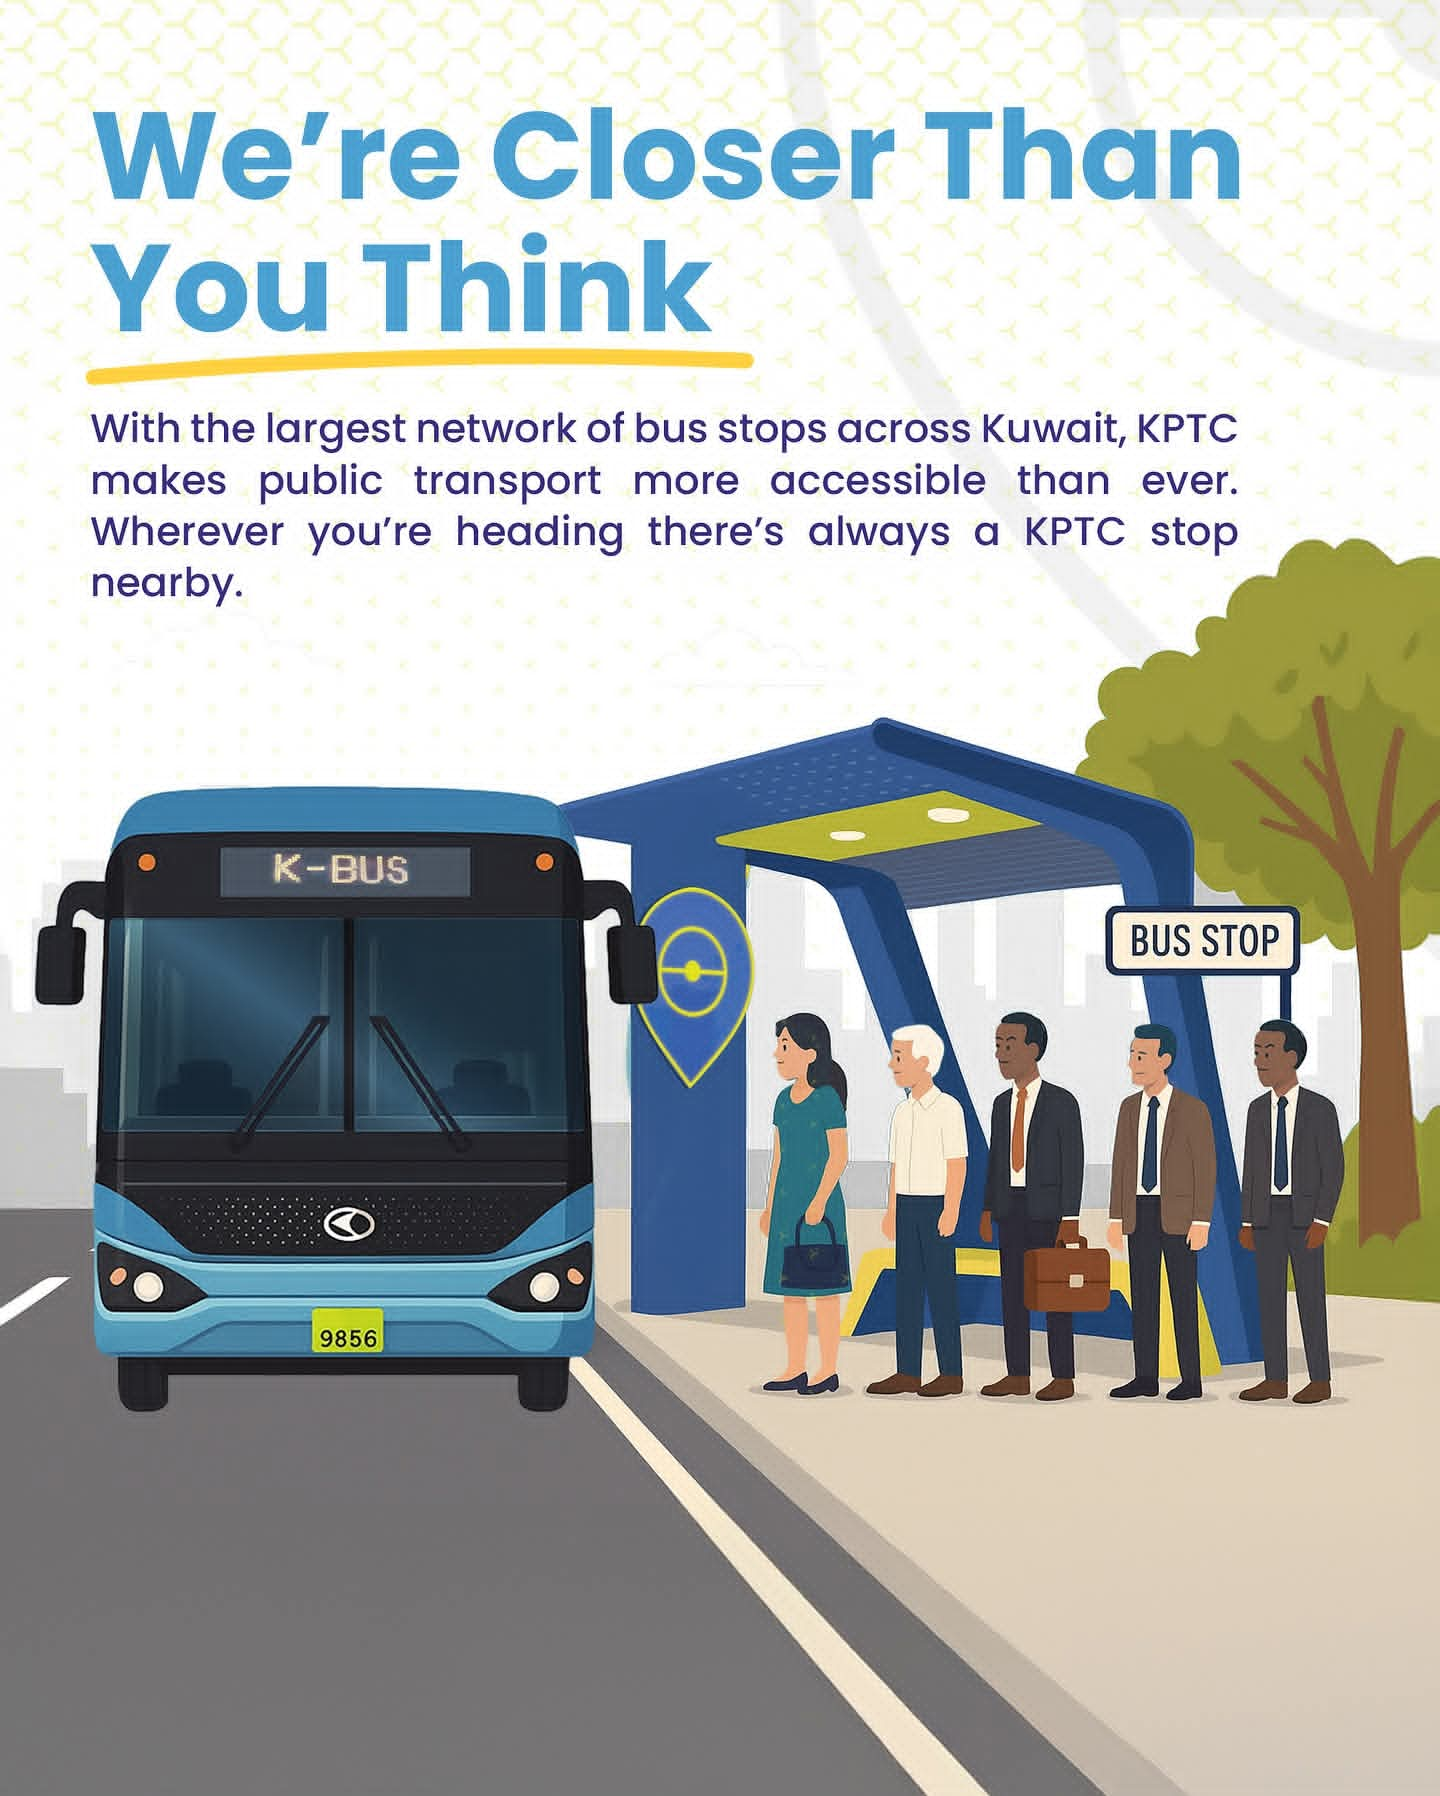 We’re Closer Than
You Think
With the largest network of bus stops across Kuwait, KPTC
makes public transport more accessible than ever.
Wherever you’re heading there’s always a KPTC stop
nearby.
K-BUS
BUS STOP
9856